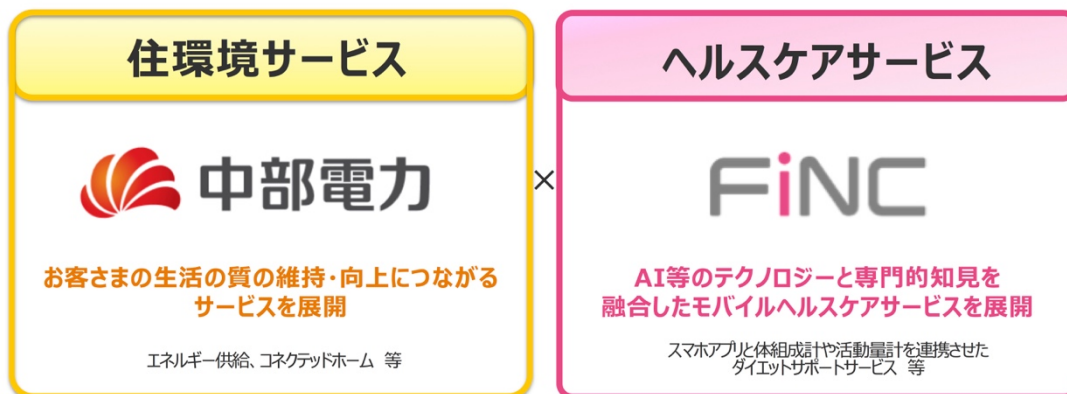 住環境サービス
中部電力
お客さまの生活の質の維持・向上につながる
サービスを展開
エネルギー供給、コネクテッドホーム 等
×
ヘルスケアサービス
FiNC
AI等のテクノロジーと専門的知見を
融合したモバイルヘルスケアサービスを展開
スマホアプリと体組成計や活動量計を連携させた
ダイエットサポートサービス 等